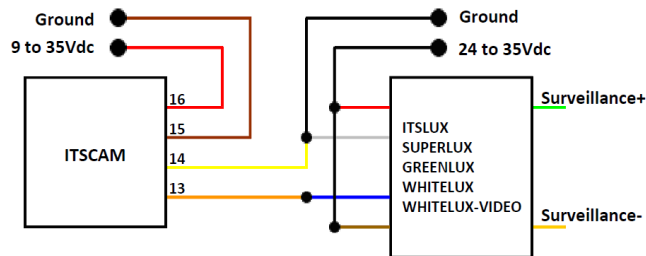 Ground
9 to 35Vdc
Ground
24 to 35Vdc
16
15
14
13
ITSCAM
ITSLUX
SUPERLUX
GREENLUX
WHITELUX
WHITELUX-VIDEO
Surveillance+
Surveillance-